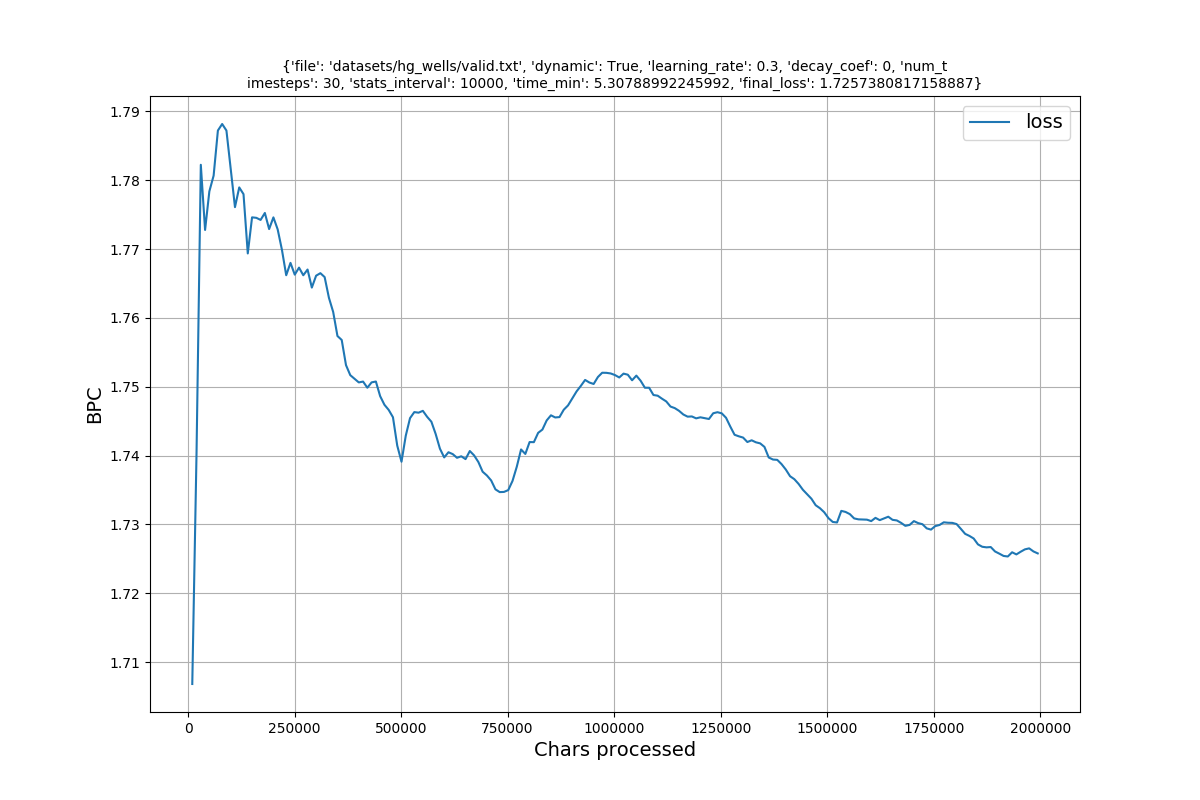 {'file': 'datasets/hg_wells/valid.txt', 'dynamic': True, 'learning_rate': 0.3, 'decay_coef': 0, 'num_t
imesteps': 30, 'stats_interval': 10000, 'time_min': 5.30788992245992, 'final_loss': 1.7257380817158887}
loss
1.79
1.78
1.77
1.76
1.75
1.74
1.73
1.72
1.71
BPC
0 250000 500000 750000 1000000 1250000 1500000 1750000 2000000
Chars processed